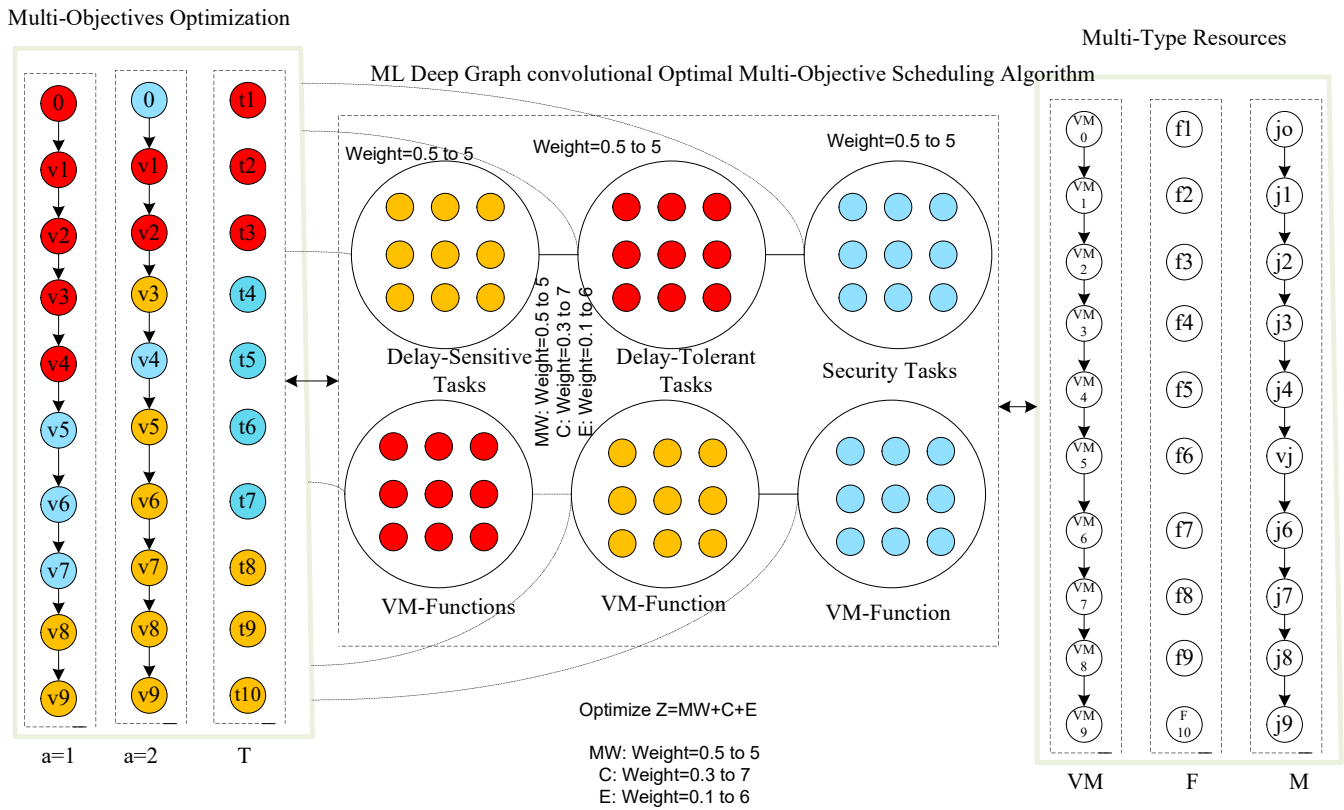 Multi-Objectives Optimization
Multi-Type Resources
ML Deep Graph convolutional Optimal Multi-Objective Scheduling Algorithm
0
v1
v2
v3
v4
v5
v6
v7
v8
v9
a=1
0
v1
v2
v3
v4
v5
v6
v7
v8
v9
a=2
t1
t2
t3
t4
t5
t6
t7
t8
t9
t10
T
Weight=0.5 to 5
Weight=0.5 to 5
Weight=0.5 to 5
Delay-Sensitive
Tasks
Delay-Tolerant
Tasks
Security Tasks
MW: Weight=0.5 to 5
C: Weight=0.3 to 7
E: Weight=0.1 to 6
VM-Functions
VM-Function
VM-Function
Optimize Z=MW+C+E
MW: Weight=0.5 to 5
C: Weight=0.3 to 7
E: Weight=0.1 to 6
VM
0
VM
1
VM
2
VM
3
VM
4
VM
5
VM
6
VM
7
VM
8
VM
9
VM
f1
f2
f3
f4
f5
f6
f7
f8
f9
F
10
F
jo
j1
j2
j3
j4
vj
j6
j7
j8
j9
M